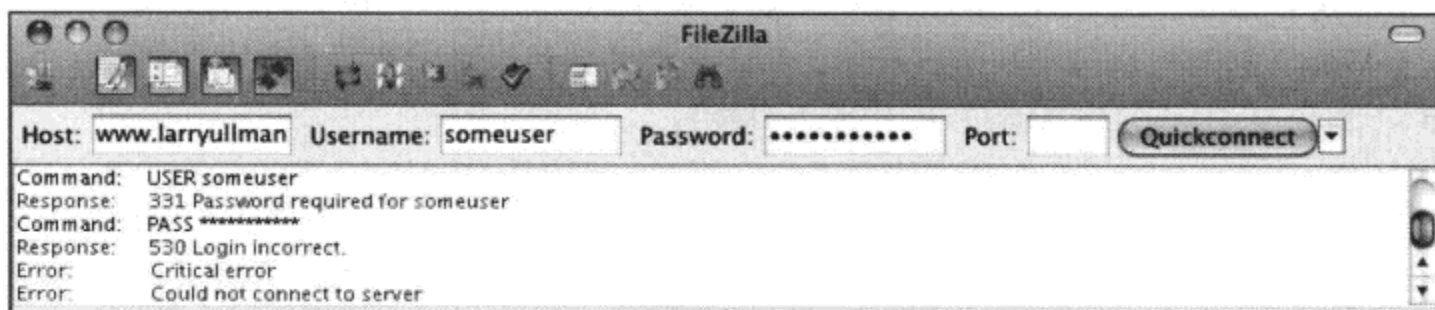 FileZilla
Host: www.larryullman Username: someuser Password: ••••••••••• Port: Quickconnect
Command: USER someuser
Response: 331 Password required for someuser
Command: PASS ***********
Response: 530 Login incorrect.
Error: Critical error
Error: Could not connect to server